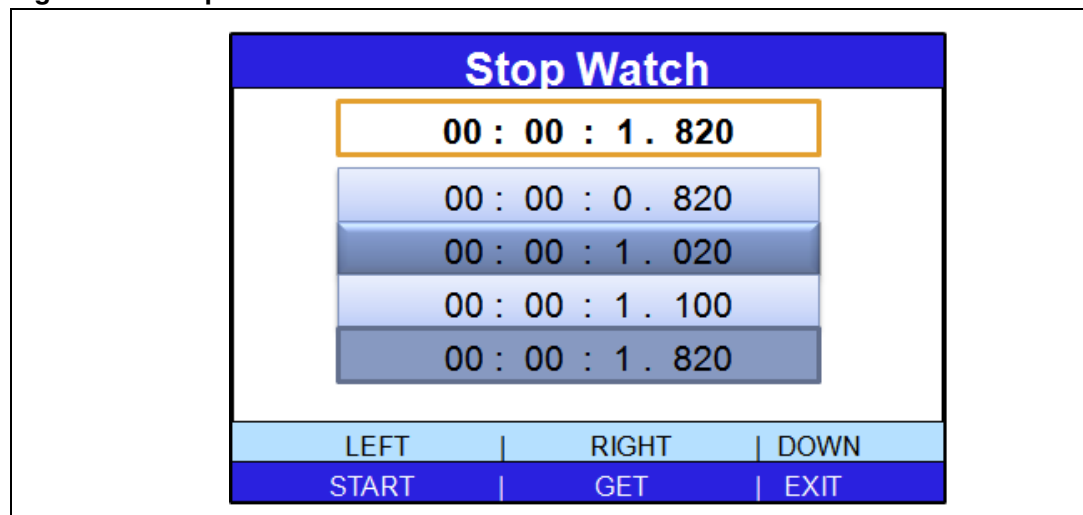 Stop Watch
00 : 00 : 1 . 820
00 : 00 : 0 . 820
00 : 00 : 1 . 020
00 : 00 : 1 . 100
00 : 00 : 1 . 820
LEFT | RIGHT | DOWN
START | GET | EXIT